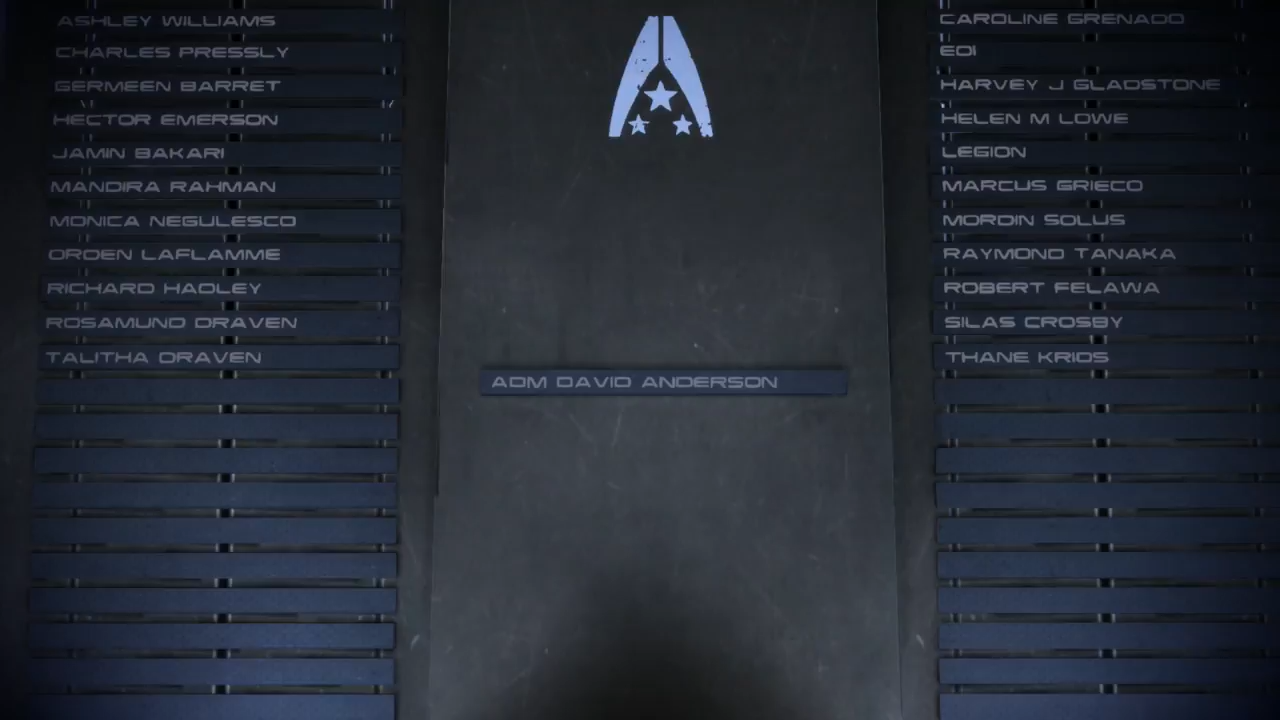 ASHLEY WILLIAMS
CHARLES PRESSLY
GERMEEN BARRET
HECTOR EMERSON
JAMIN BAKARI
MANDIRA RAHMAN
MONICA NEGULESCO
ORDEN LAFLAMME
RICHARD HADLEY
ROSAMUND DRAVEN
TALITHA DRAVEN
ADM DAVID ANDERSON
CAROLINE GRENADO
EDI
HARVEY J GLADSTONE
HELEN M LOWE
LEGION
MARCUS GRIECO
MORDIN SOLUS
RAYMOND TANAKA
ROBERT FELAWA
SILAS CROSBY
THANE KRIOS